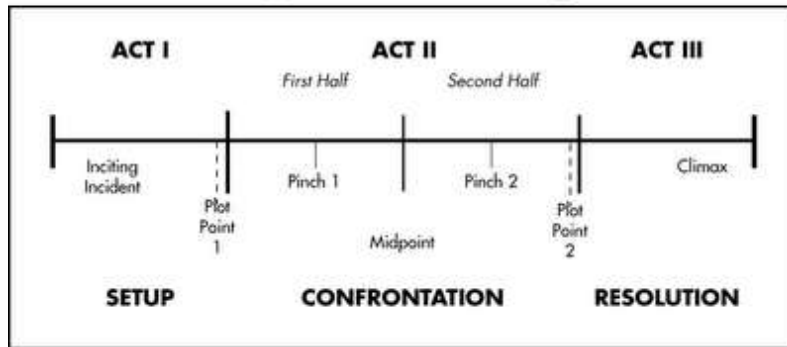 ACT I
ACT II
ACT III
First Half
Second Half
Inciting
Incident
Plot
Point
1
Pinch 1
Midpoint
Pinch 2
Plot
Point
2
Climax
SETUP
CONFRONTATION
RESOLUTION